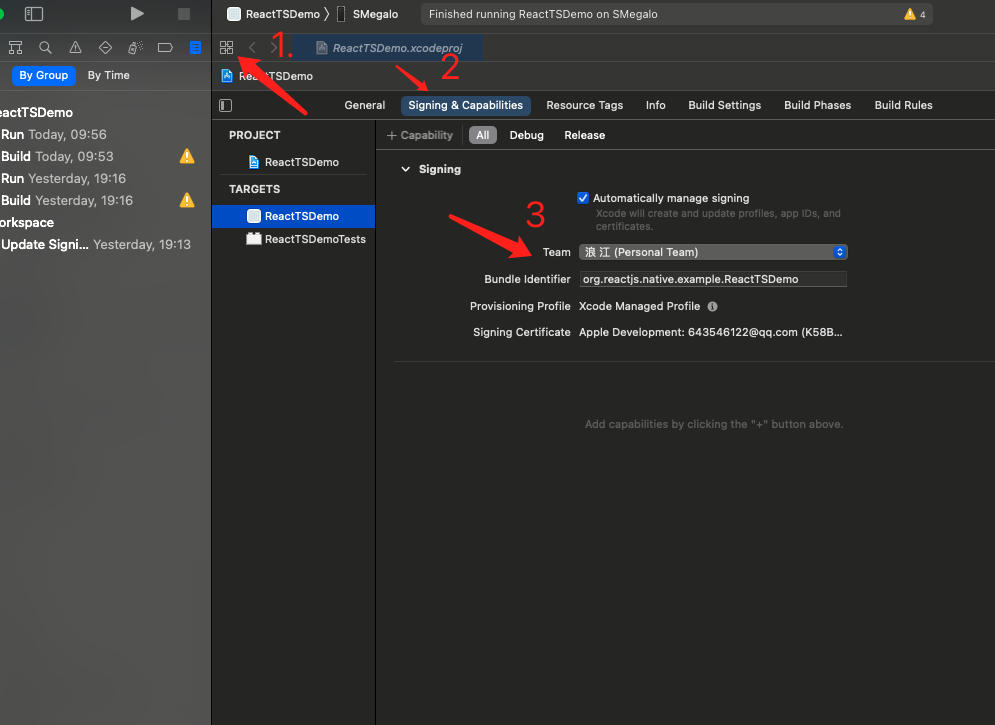 ReactTSDemo 〉 SMegalo
Finished running ReactTSDemo on SMegalo
4
1.
ReactTSDemo.xcodeproj
By Group By Time
2
ReactTSDemo
General Signing & Capabilities Resource Tags Info Build Settings Build Phases Build Rules
eactTSDemo
Run Today, 09:56
Build Today, 09:53
Run Yesterday, 19:16
Build Yesterday, 19:16
orkspace
Update Signi... Yesterday, 19:13
PROJECT
ReactTSDemo
TARGETS
ReactTSDemo
ReactTSDemoTests
+ Capability All Debug Release
Signing
Automatically manage signing
Xcode will create and update profiles, app IDs, and
certificates.
3
Team 浪 江 (Personal Team)
Bundle Identifier org.reactjs.native.example.ReactTSDemo
Provisioning Profile Xcode Managed Profile
Signing Certificate Apple Development: 643546122@qq.com (K58B...
Add capabilities by clicking the "+" button above.